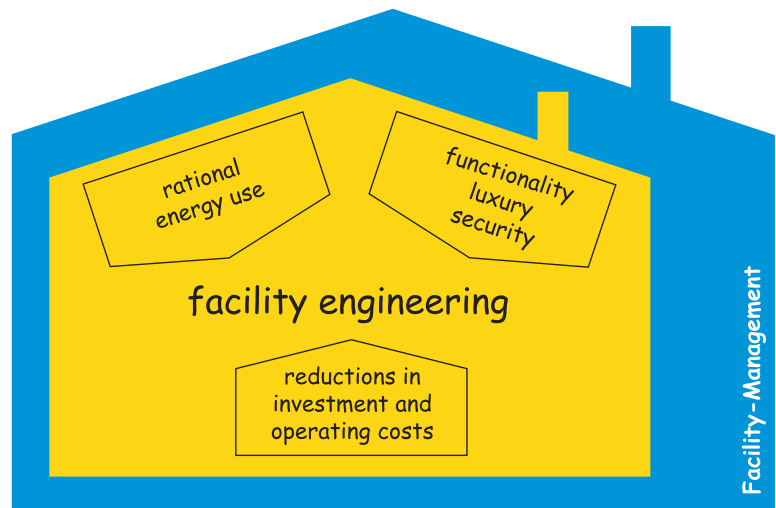 rational
energy use
functionality
luxury
security
facility engineering
reductions in
investment and
operating costs
Facility-Management